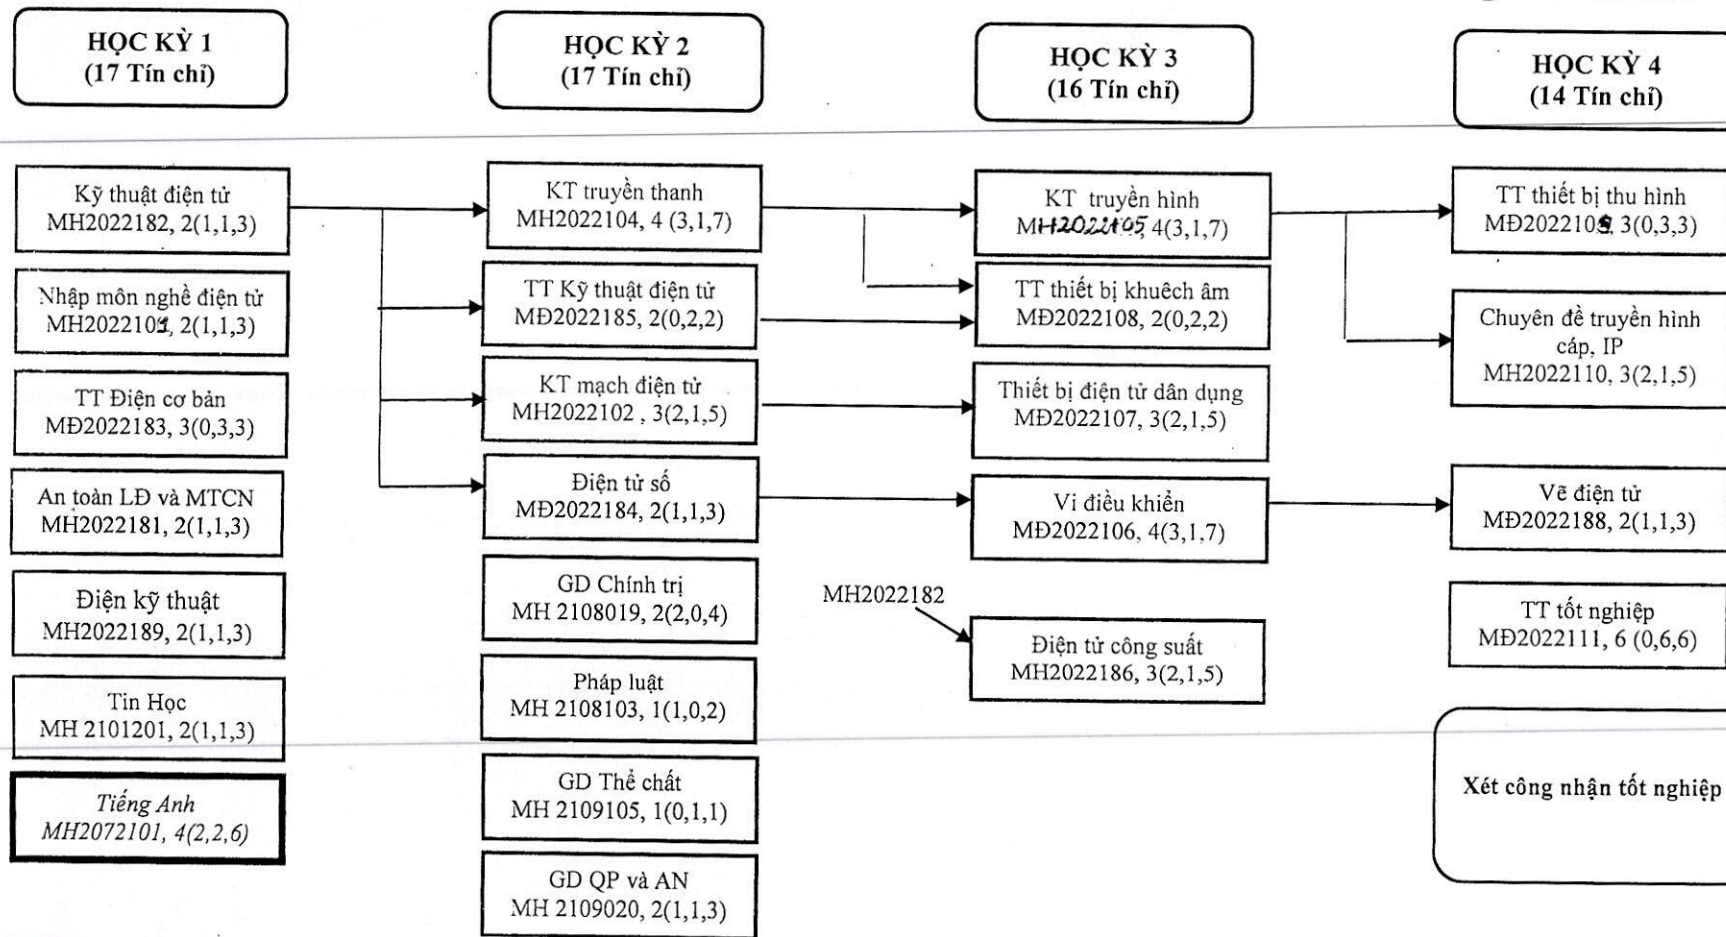 HỌC KỲ 1
(17 Tín chỉ)
HỌC KỲ 2
(17 Tín chỉ)
HỌC KỲ 3
(16 Tín chỉ)
HỌC KỲ 4
(14 Tín chỉ)
Kỹ thuật điện tử
MH2022182, 2(1,1,3)
Nhập môn nghề điện tử
2(1,1,3)
TT Điện cơ bản
MĐ2022183, 3(0,3,3)
An toàn LĐ và MTCN
MH2022181, 2(1,1,3)
Điện kỹ thuật
MH2022189, 2(1,1,3)
Tin Học
MH 2101201, 2(1,1,3)
Tiếng Anh
MH2072101, 4(2,2,6)
KT truyền thanh
MH2022104, 4 (3,1,7)
TT Kỹ thuật điện tử
MĐ2022185, 2(0,2,2)
KT mạch điện tử
MH2022102 , 3(2,1,5)
Điện tử số
MĐ2022184, 2(1,1,3)
GD Chính trị
MH 2108019, 2(2,0,4)
Pháp luật
MH 2108103, 1(1,0,2)
GD Thể chất
MH 2109105, 1(0,1,1)
GD QP và AN
MH 2109020, 2(1,1,3)
KT truyền hình
MH2022105, 4(3,1,7)
TT thiết bị khuếch âm
MĐ2022108, 2(0,2,2)
Thiết bị điện tử dân dụng
MĐ2022107, 3(2,1,5)
Vi điều khiển
MĐ2022106, 4(3,1,7)
MH2022182
Điện tử công suất
MH2022186, 3(2,1,5)
TT thiết bị thu hình
MĐ2022109, 3(0,3,3)
Chuyên đề truyền hình
cáp, IP
MH2022110, 3(2,1,5)
Vẽ điện tử
MĐ2022188, 2(1,1,3)
TT tốt nghiệp
MĐ2022111, 6 (0,6,6)
Xét công nhận tốt nghiệp